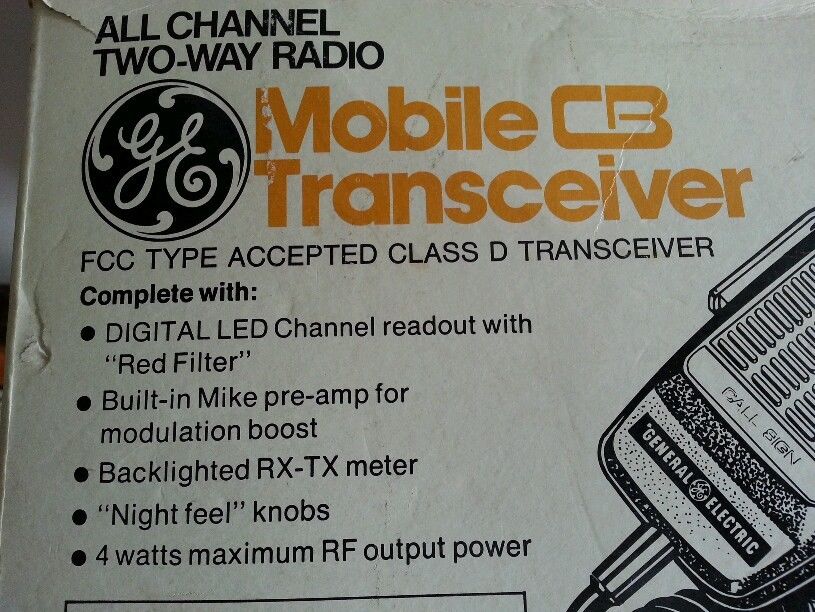 ALL CHANNEL
TWO-WAY RADIO
GE
Mobile CB
Transceiver
FCC TYPE ACCEPTED CLASS D TRANSCEIVER
Complete with:
● DIGITAL LED Channel readout with
"Red Filter"
● Built-in Mike pre-amp for
modulation boost
● Backlighted RX-TX meter
● "Night feel" knobs
● 4 watts maximum RF output power
CALL SIGN
GENERAL GE ELECTRIC